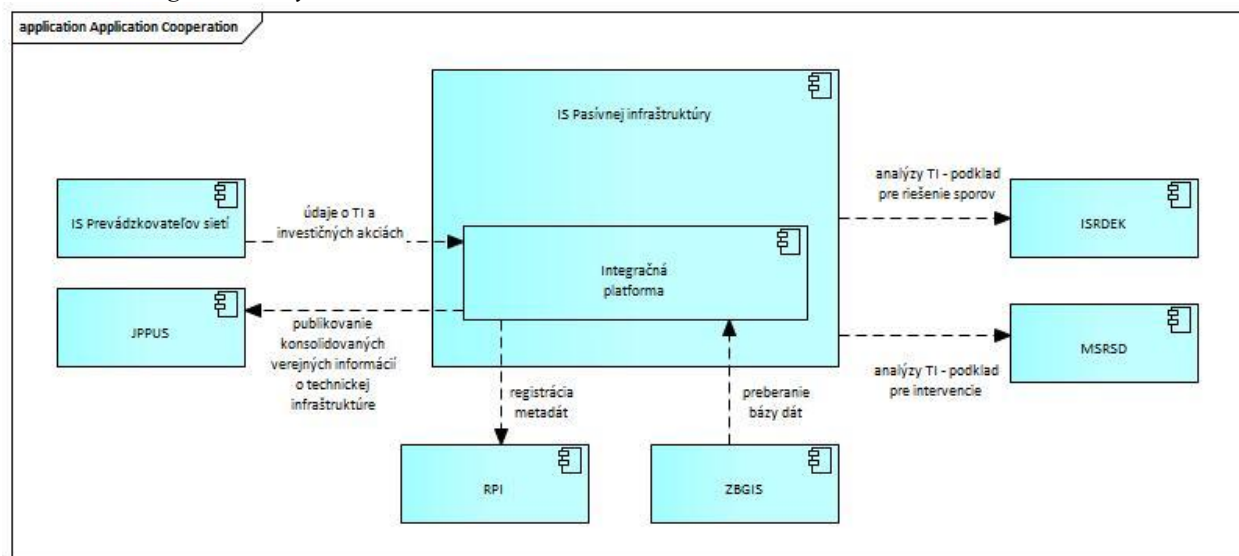 application Application Cooperation
IS Pasívnej infraštruktúry
IS Prevádzkovateľov sietí
údaje o TI a
investičných akciách
Integračná
platforma
analýzy TI - podklad
pre riešenie sporov
ISRDEK
JPPUS
publikovanie
konsolidovaných
verejných informácií
o technickej
infraštruktúre
MSRSD
analýzy TI - podklad
pre intervencie
registrácia
metadát
preberanie
bázy dát
RPI
ZBGIS